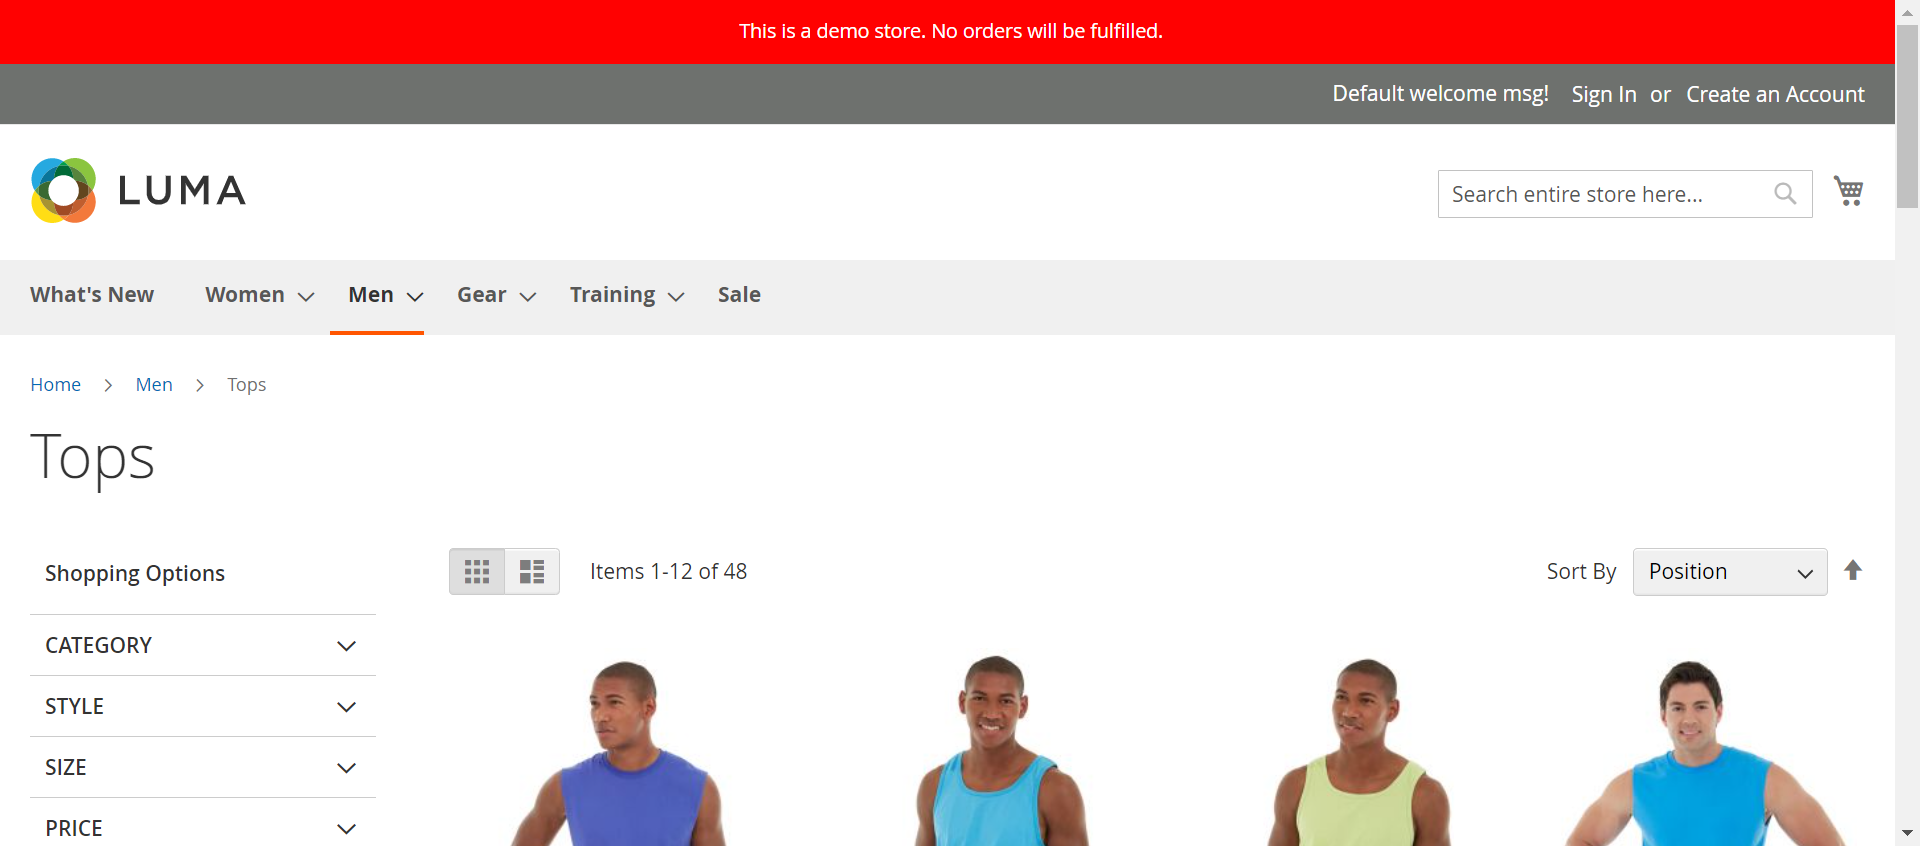 This is a demo store. No orders will be fulfilled.
Default welcome msg! Sign In or Create an Account
LUMA
Search entire store here...
What's New Women Men Gear Training Sale
Home Men Tops
Tops
Shopping Options
Items 1-12 of 48
Sort By Position
CATEGORY
STYLE
SIZE
PRICE